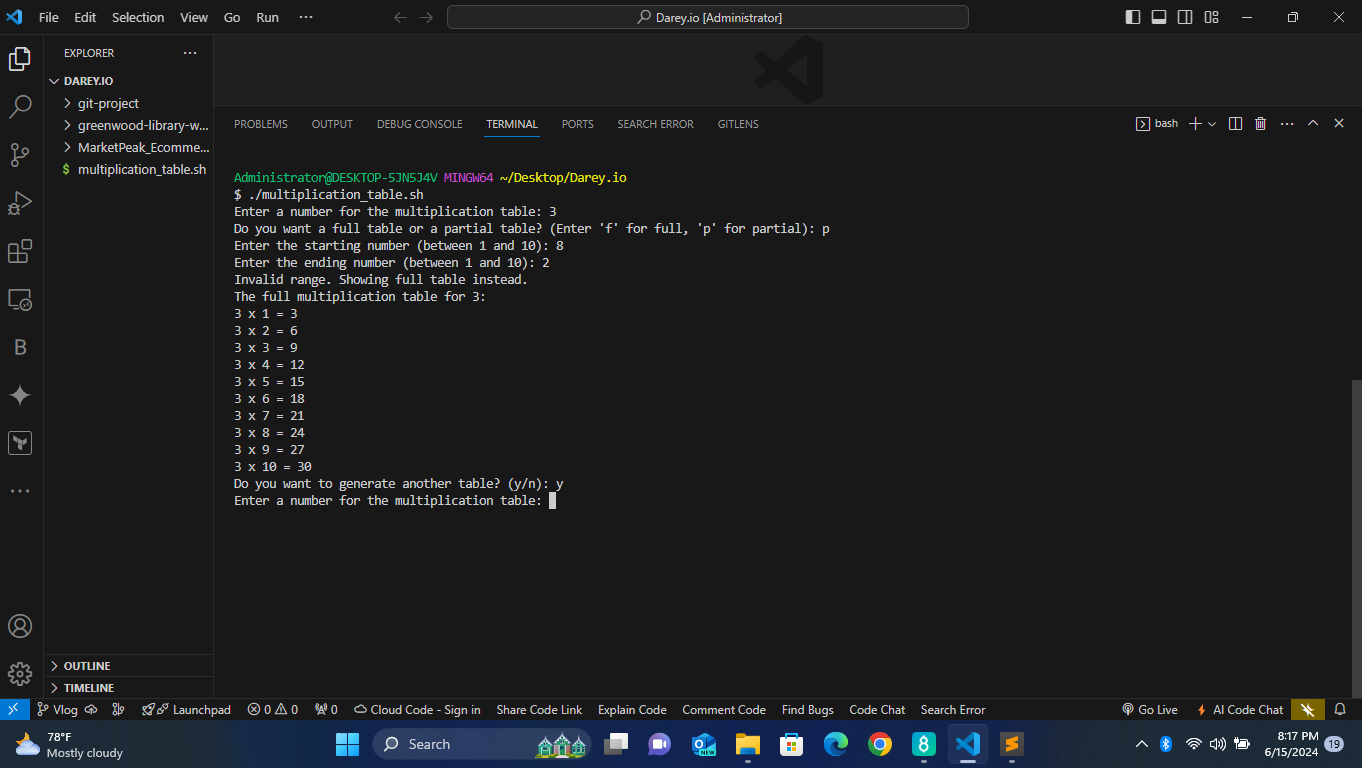 File Edit Selection View Go Run ··· Darey.io [Administrator]
EXPLORER ···
DAREY.IO
git-project
greenwood-library-w...
MarketPeak_Ecomme...
$ multiplication_table.sh
PROBLEMS OUTPUT DEBUG CONSOLE TERMINAL PORTS SEARCH ERROR GITLENS bash
Administrator@DESKTOP-5JN5J4V MINGW64 ~/Desktop/Darey.io
$ ./multiplication_table.sh
Enter a number for the multiplication table: 3
Do you want a full table or a partial table? (Enter 'f' for full, 'p' for partial): p
Enter the starting number (between 1 and 10): 8
Enter the ending number (between 1 and 10): 2
Invalid range. Showing full table instead.
The full multiplication table for 3:
3 x 1 = 3
3 x 2 = 6
3 x 3 = 9
3 x 4 = 12
3 x 5 = 15
3 x 6 = 18
3 x 7 = 21
3 x 8 = 24
3 x 9 = 27
3 x 10 = 30
Do you want to generate another table? (y/n): y
Enter a number for the multiplication table:
B
OUTLINE
TIMELINE
Vlog Launchpad 0 0 0 Cloud Code - Sign in Share Code Link Explain Code Comment Code Find Bugs Code Chat Search Error Go Live AI Code Chat
78°F
Mostly cloudy
Search
NEW
8:17 PM
6/15/2024
19